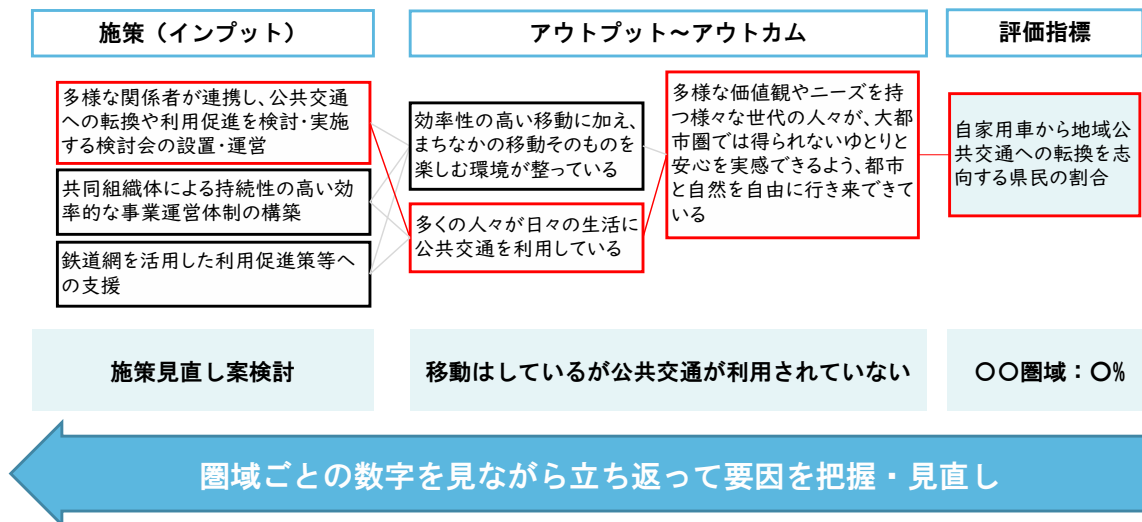 施策（インプット）
アウトプット～アウトカム
評価指標
多様な関係者が連携し、公共交通
への転換や利用促進を検討・実施
する検討会の設置・運営
共同組織体による持続性の高い効
率的な事業運営体制の構築
鉄道網を活用した利用促進策等へ
の支援
効率性の高い移動に加え、
まちなかの移動そのものを
楽しむ環境が整っている
多くの人々が日々の生活に
公共交通を利用している
多様な価値観やニーズを持
つ様々な世代の人々が、大都
市圏では得られないゆとりと
安心を実感できるよう、都市
と自然を自由に行き来できて
いる
自家用車から地域公
共交通への転換を志
向する県民の割合
施策見直し案検討
移動はしているが公共交通が利用されていない
〇〇圏域：〇%
圏域ごとの数字を見ながら立ち返って要因を把握・見直し